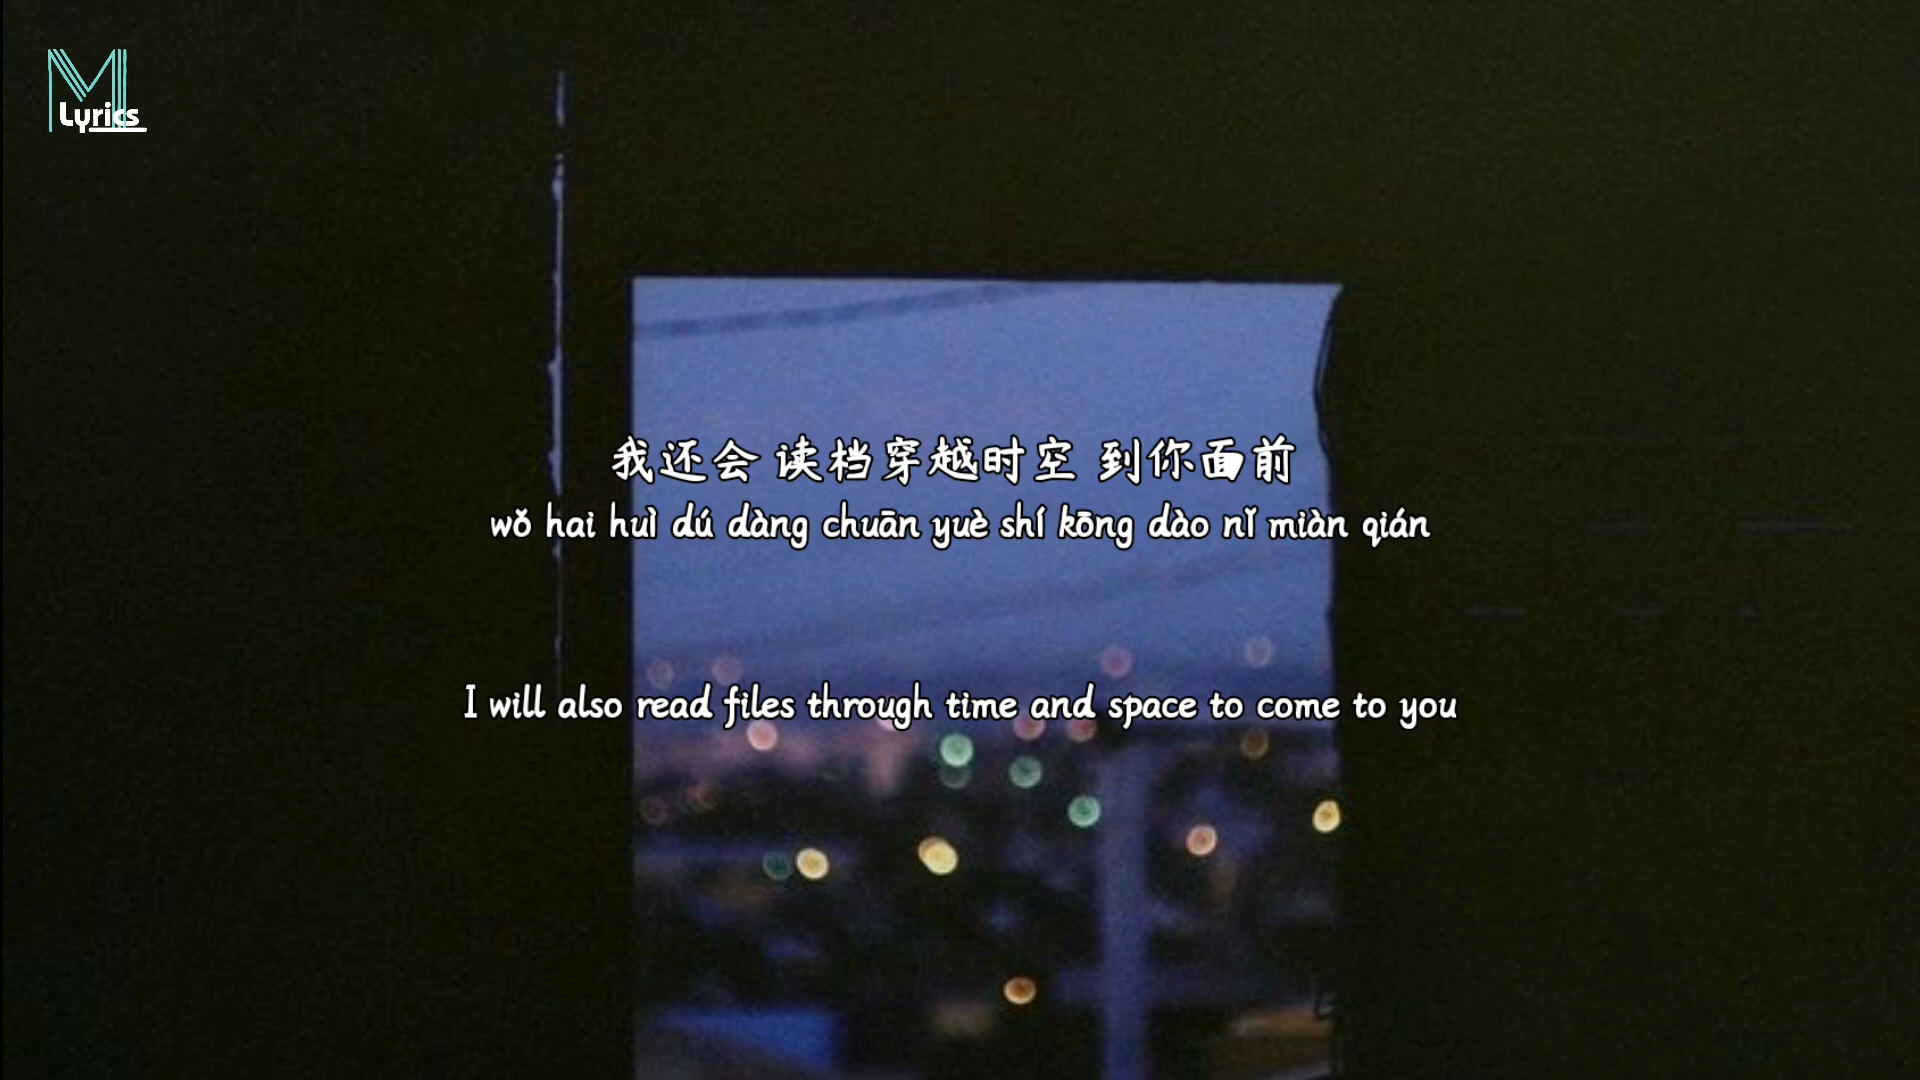 M
Lyrics
我还会 读档穿越时空 到你面前
wǒ hai huì dú dàng chuān yuè shí kōng dào nǐ miàn qián
I will also read files through time and space to come to you